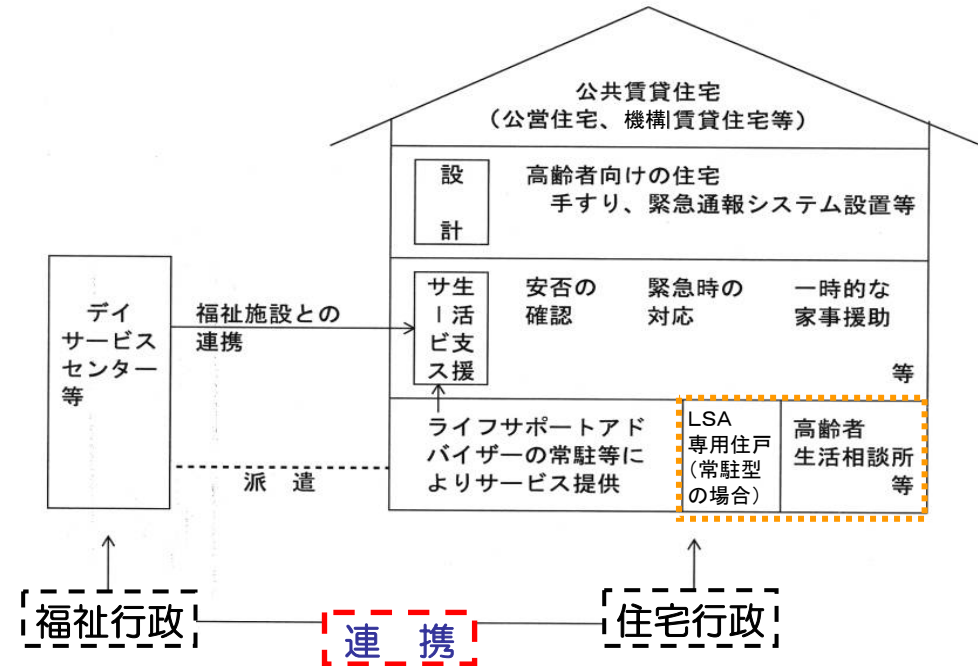 公共賃貸住宅
(公営住宅、機構賃貸住宅等)
設計
高齢者向けの住宅
手すり、緊急通報システム設置等
デイ
サービス
センター
等
福祉施設との
連携
生活支援
サービス
安否の
確認
緊急時の
対応
一時的な
家事援助
等
ライフサポートアド
バイザーの常駐等に
よりサービス提供
LSA
専用住戸
(常駐型
の場合)
高齢者
生活相談所
等
派 遣
福祉行政
連 携
住宅行政